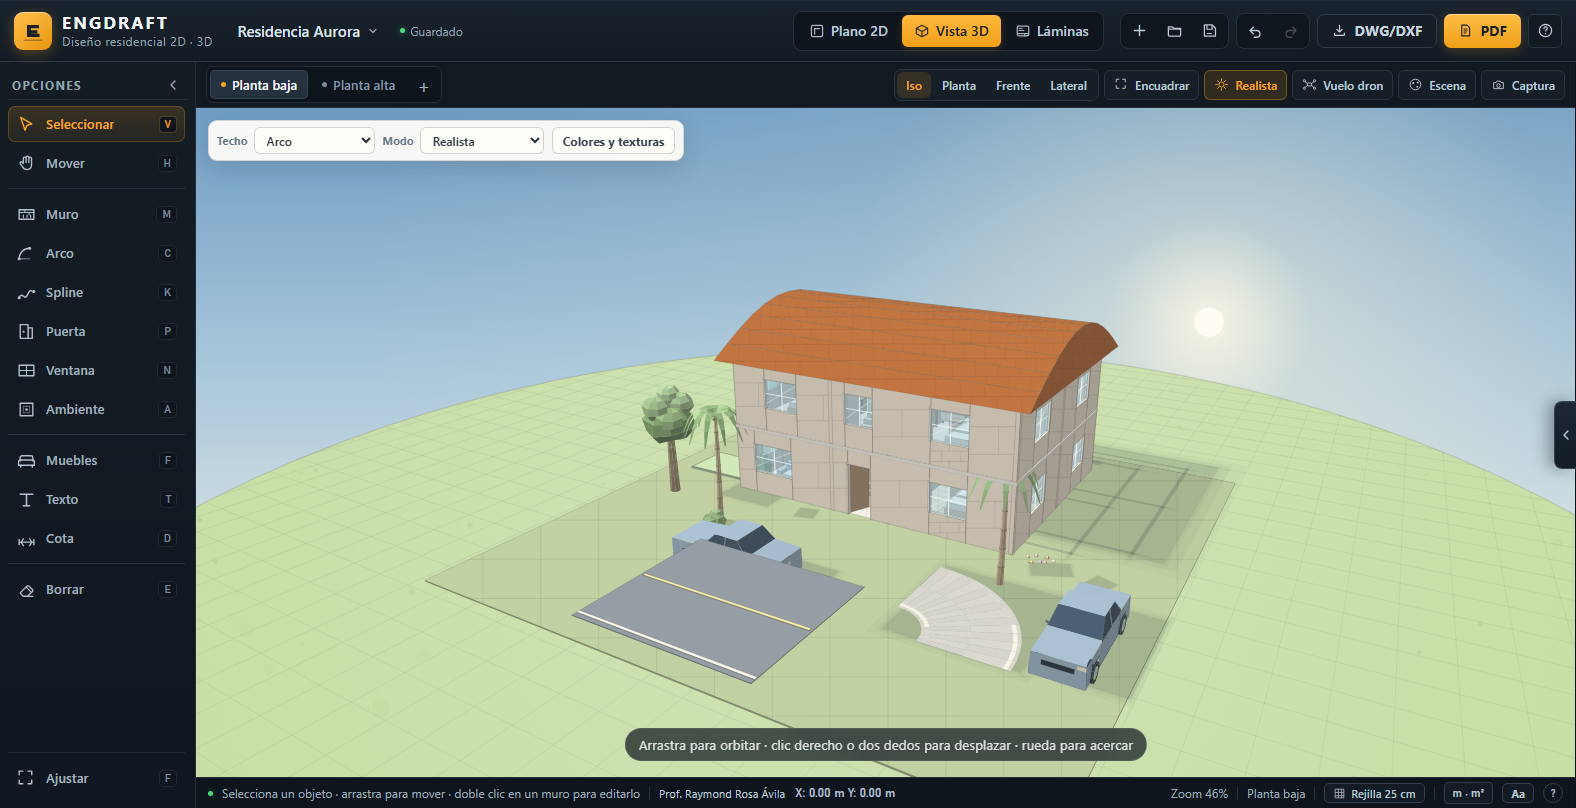 ENGDRAFT
Diseño residencial 2D · 3D
Residencia Aurora
Guardado
Plano 2D
Vista 3D
Láminas
DWG/DXF
PDF
OPCIONES
Planta baja
Planta alta
+
Iso
Planta
Frente
Lateral
Encuadrar
Realista
Vuelo dron
Escena
Captura
Seleccionar V
Mover H
Muro M
Arco C
Spline K
Puerta P
Ventana N
Ambiente A
Muebles F
Texto T
Cota D
Borrar E
Ajustar F
Techo
Arco
Modo
Realista
Colores y texturas
Arrastra para orbitar · clic derecho o dos dedos para desplazar · rueda para acercar
Selecciona un objeto · arrastra para mover · doble clic en un muro para editarlo
Prof. Raymond Rosa Ávila
X: 0.00 m Y: 0.00 m
Zoom 46%
Planta baja
Rejilla 25 cm
m · m²
Aa
?